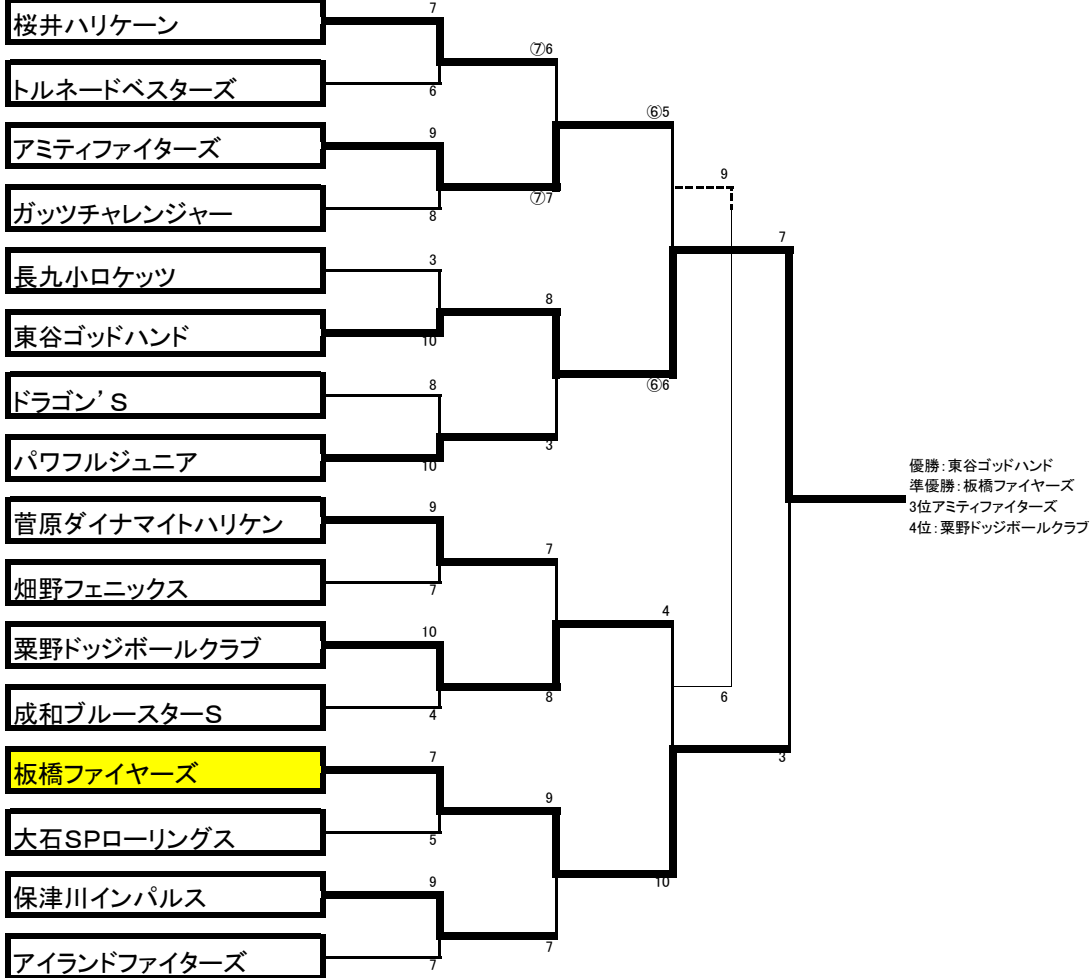 7
桜井ハリケーン
⑦6
トルネードベスターズ
6
⑥5
9
アミティファイターズ
9
⑦7
ガッツチャレンジャー
8
7
3
長九小ロケッツ
8
東谷ゴッドハンド
10
8
⑥6
ドラゴン’S
3
パワフルジュニア
10
優勝:東谷ゴッドハンド
準優勝:板橋ファイヤーズ
3位アミティファイターズ
4位:粟野ドッジボールクラブ
9
菅原ダイナマイトハリケン
7
畑野フェニックス
7
4
10
粟野ドッジボールクラブ
8
6
成和ブルースターS
4
7
3
板橋ファイヤーズ
9
大石SPローリングス
5
9
10
保津川インパルス
7
アイランドファイターズ
7